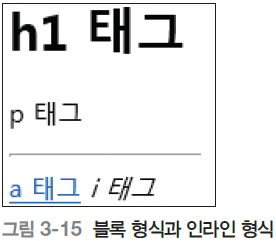 h1 태그
p 태그
a 태그 i 태그
그림 3-15 블록 형식과 인라인 형식